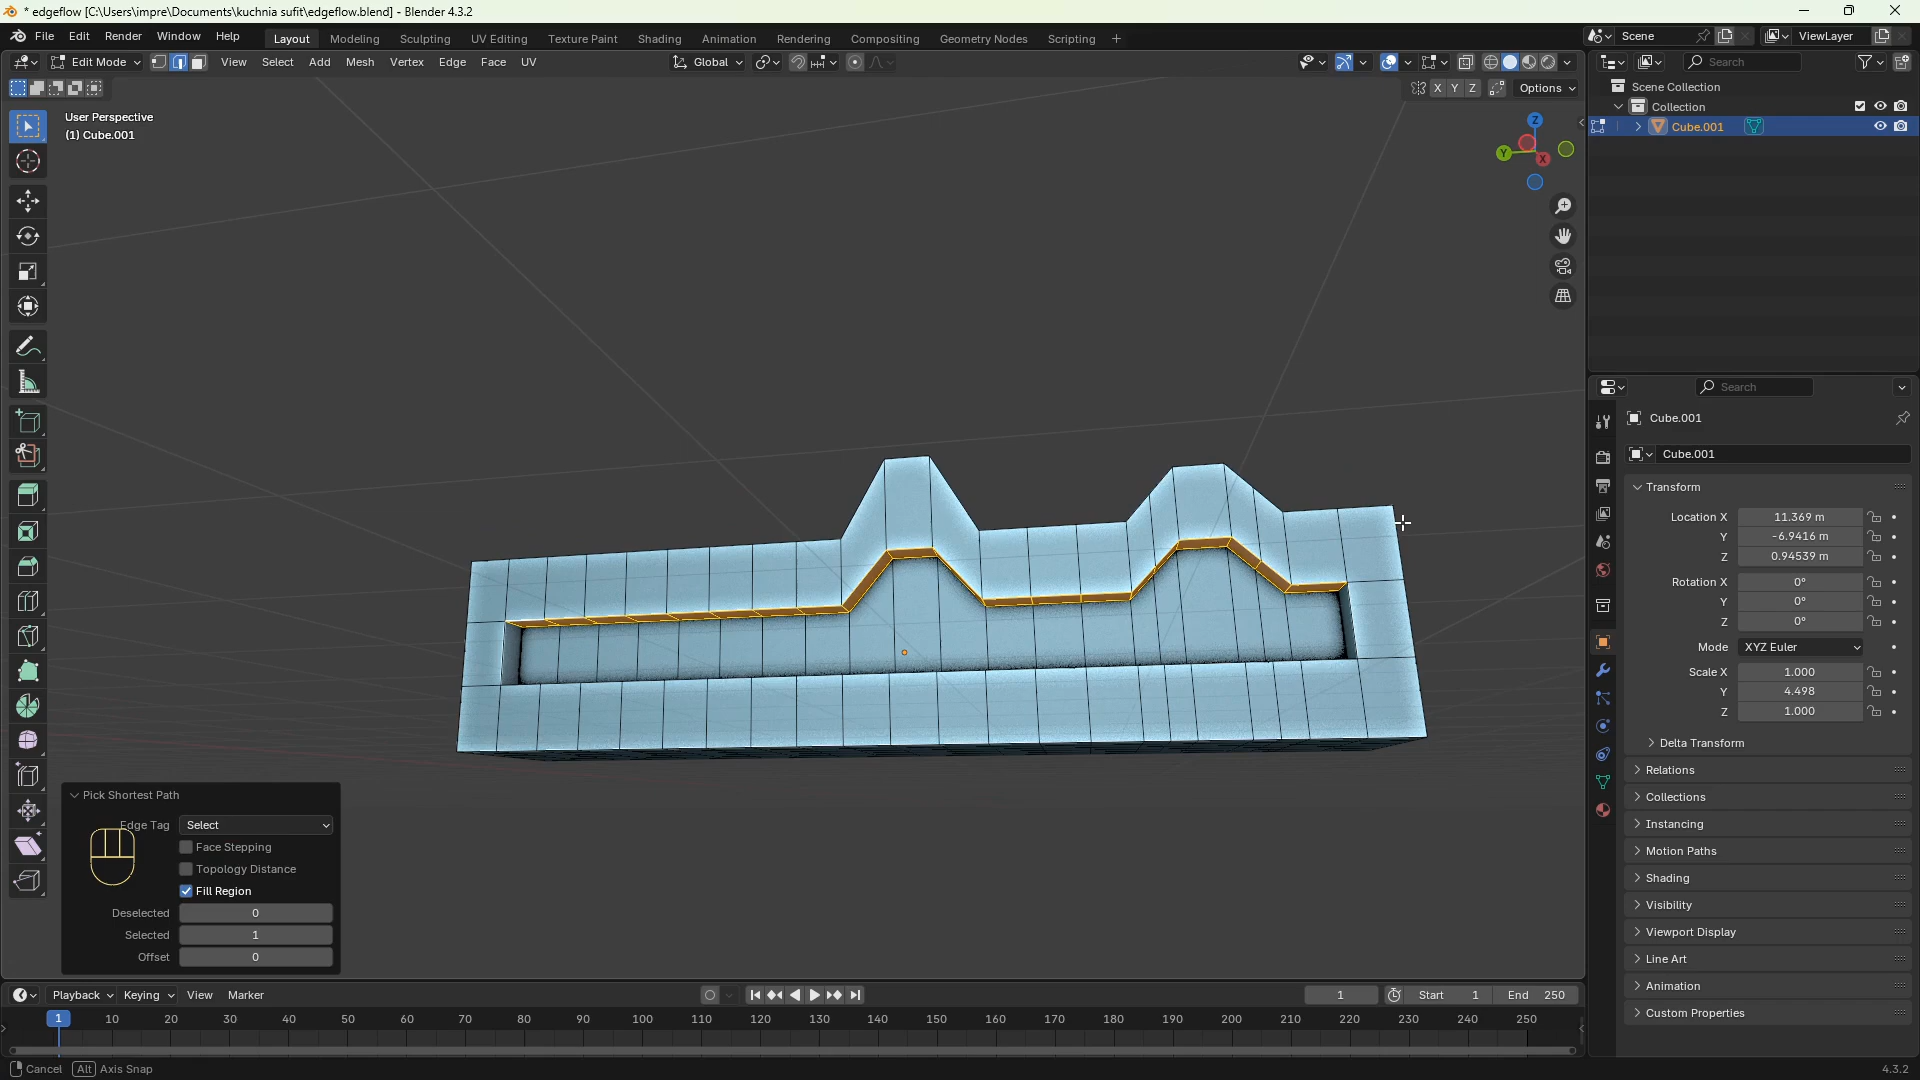 * edgeflow [C:\Users\impre\Documents\kuchnia sufit\edgeflow.blend] - Blender 4.3.2
File Edit Render Window Help Layout Modeling Sculpting UV Editing Texture Paint Shading Animation Rendering Compositing Geometry Nodes Scripting + Scene ViewLayer
Edit Mode View Select Add Mesh Vertex Edge Face UV Global Search
X Y Z Options
Scene Collection
Collection
Cube.001
User Perspective
(1) Cube.001
Z
Y
X
Search
Cube.001
Cube.001
Transform
Location X 11.369 m
Y -6.9416 m
Z 0.94539 m
Rotation X 0°
Y 0°
Z 0°
Mode XYZ Euler
Scale X 1.000
Y 4.498
Z 1.000
Delta Transform
Relations
Collections
Instancing
Motion Paths
Shading
Visibility
Viewport Display
Line Art
Animation
Custom Properties
Pick Shortest Path
Edge Tag Select
Face Stepping
Topology Distance
Fill Region
Deselected 0
Selected 1
Offset 0
Playback Keying View Marker 1 Start 1 End 250
1 10 20 30 40 50 60 70 80 90 100 110 120 130 140 150 160 170 180 190 200 210 220 230 240 250
Cancel Alt Axis Snap 4.3.2